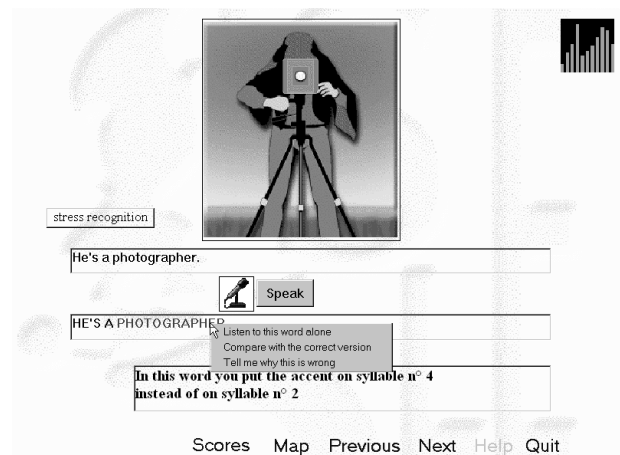 stress recognition
He's a photographer.
Speak
HE'S A PHOTOGRAPHER
Listen to this word alone
Compare with the correct version
Tell me why this is wrong
In this word you put the accent on syllable n° 4
instead of on syllable n° 2
Scores Map Previous Next Help Quit